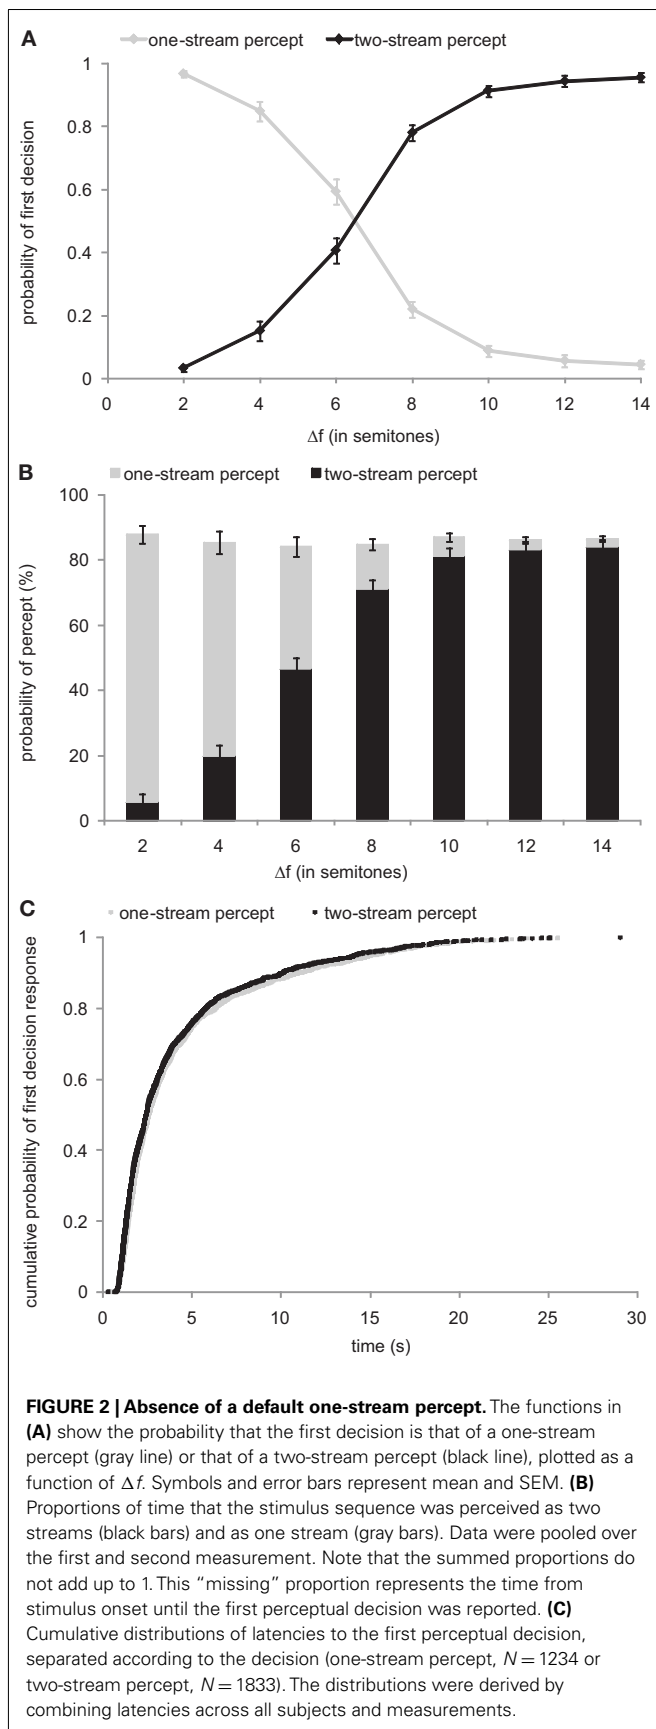 A
one-stream percept two-stream percept
1
0.8
0.6
0.4
0.2
0
probability of first decision
0 2 4 6 8 10 12 14
Δf (in semitones)
B
one-stream percept two-stream percept
100
80
60
40
20
0
probability of percept (%)
2 4 6 8 10 12 14
Δf (in semitones)
C
one-stream percept two-stream percept
1
0.8
0.6
0.4
0.2
0
cumulative probability of first decision response
0 5 10 15 20 25 30
time (s)
FIGURE 2 | Absence of a default one-stream percept. The functions in
(A) show the probability that the first decision is that of a one-stream
percept (gray line) or that of a two-stream percept (black line), plotted as a
function of Δf. Symbols and error bars represent mean and SEM. (B)
Proportions of time that the stimulus sequence was perceived as two
streams (black bars) and as one stream (gray bars). Data were pooled over
the first and second measurement. Note that the summed proportions do
not add up to 1. This “missing” proportion represents the time from
stimulus onset until the first perceptual decision was reported. (C)
Cumulative distributions of latencies to the first perceptual decision,
separated according to the decision (one-stream percept, N = 1234 or
two-stream percept, N = 1833). The distributions were derived by
combining latencies across all subjects and measurements.